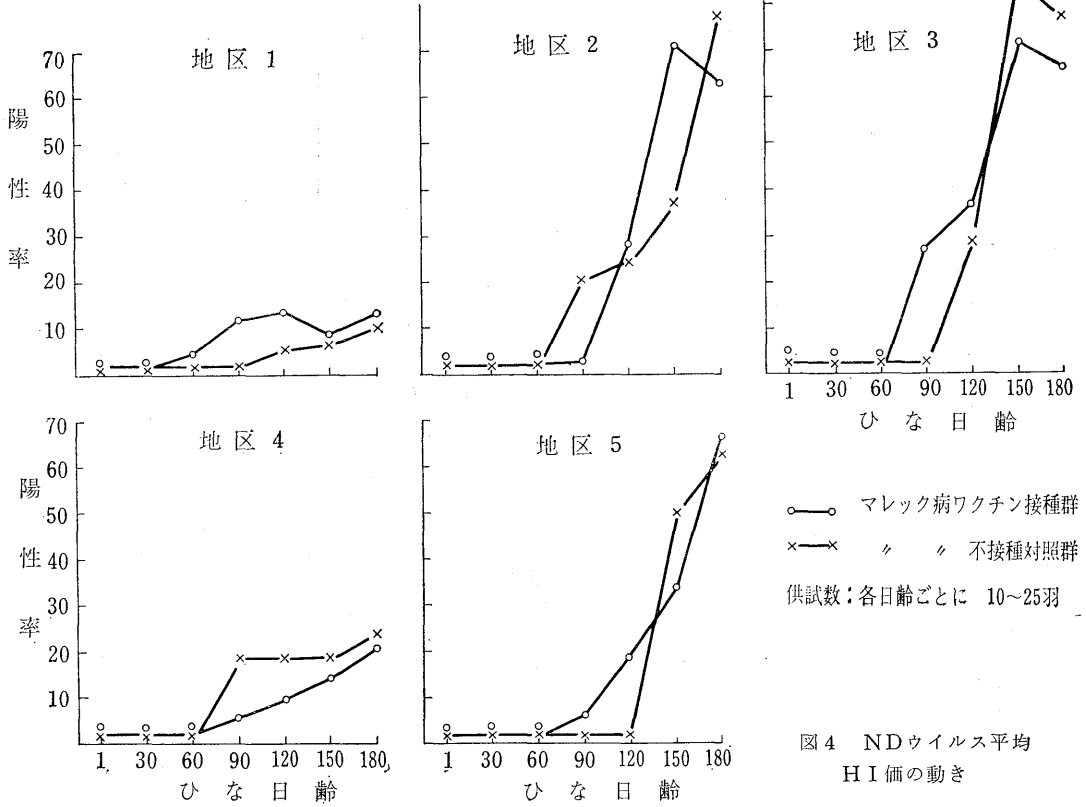 地区 1
70
60
50
40
30
20
10
陽性率
地区 2
地区 3
1 30 60 90 120 150 180
ひな日齢
地区 4
70
60
50
40
30
20
10
陽性率
1 30 60 90 120 150 180
ひな日齢
地区 5
1 30 60 90 120 150 180
ひな日齢
マレック病ワクチン接種群
〃 〃 不接種対照群
供試数:各日齢ごとに 10~25羽
図4 NDウイルス平均
HI価の動き